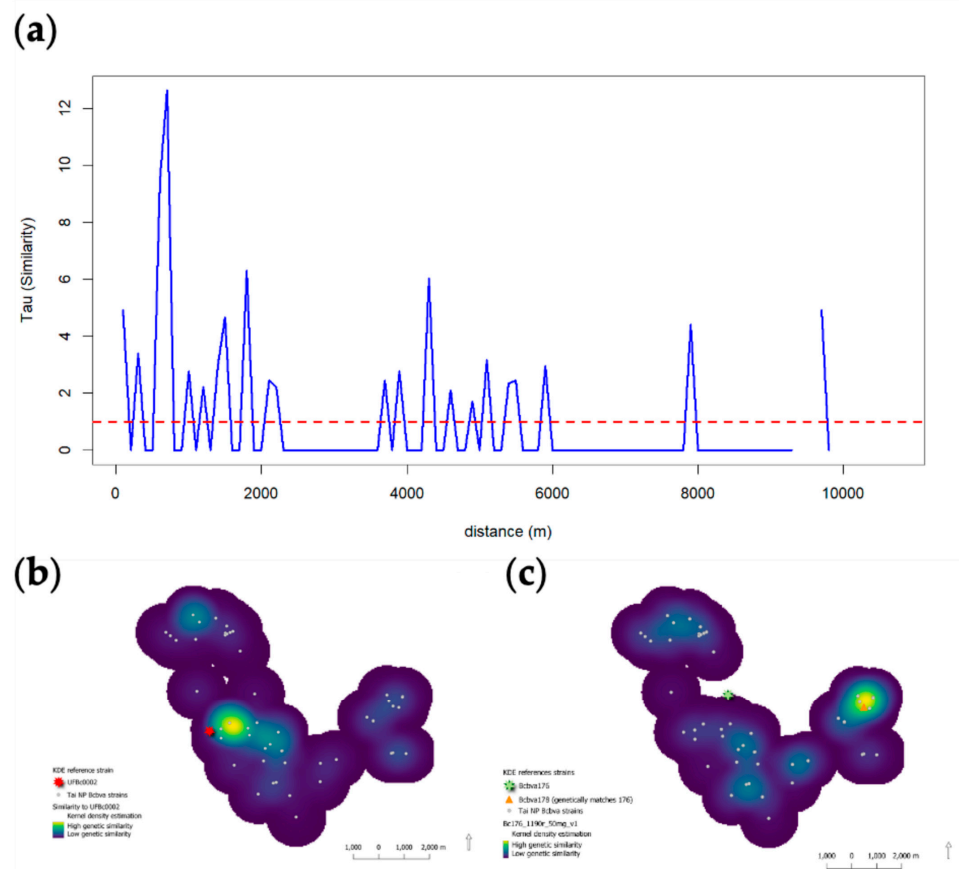 (a)
12
10
8
6
4
2
0
Tau (Similarity)
0 2000 4000 6000 8000 10000
distance (m)
(b)
KDE reference strain
UFBc0002
Tai NP Bcbva strains
Similarity to UFBc0002
Kernel density estimation
High genetic similarity
Low genetic similarity
1,000 0 1,000 2,000 m
(c)
KDE references strains
Bcbva176
Bcbva178 (genetically matches 176)
Tai NP Bcbva strains
Bc176_1190r_50mg_v1
Kernel density estimation
High genetic similarity
Low genetic similarity
1,000 0 1,000 2,000 m